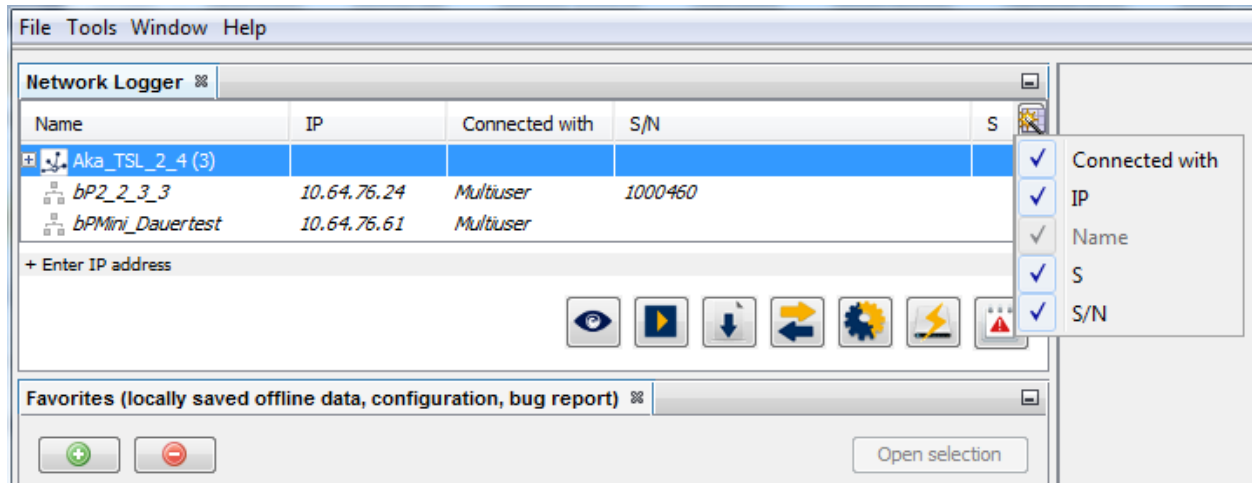 File Tools Window Help
Network Logger
Name IP Connected with S/N S
Aka_TSL_2_4 (3)
bP2_2_3_3 10.64.76.24 Multiuser 1000460
bPMini_Dauertest 10.64.76.61 Multiuser
+ Enter IP address
Connected with
IP
Name
S
S/N
Favorites (locally saved offline data, configuration, bug report)
Open selection